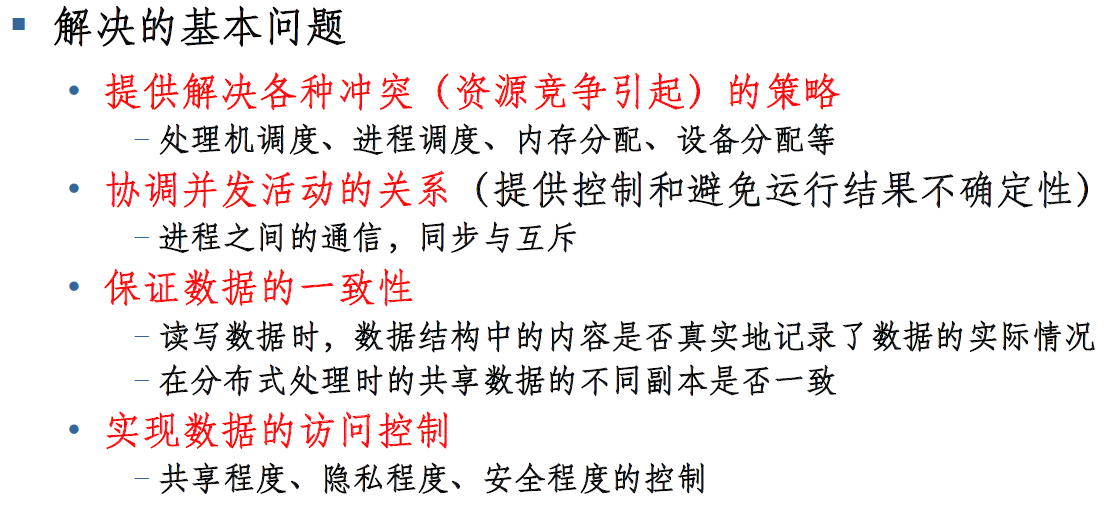 ▪ 解决的基本问题
• 提供解决各种冲突（资源竞争引起）的策略
– 处理机调度、进程调度、内存分配、设备分配等
• 协调并发活动的关系（提供控制和避免运行结果不确定性）
– 进程之间的通信，同步与互斥
• 保证数据的一致性
– 读写数据时，数据结构中的内容是否真实地记录了数据的实际情况
– 在分布式处理时的共享数据的不同副本是否一致
• 实现数据的访问控制
– 共享程度、隐私程度、安全程度的控制